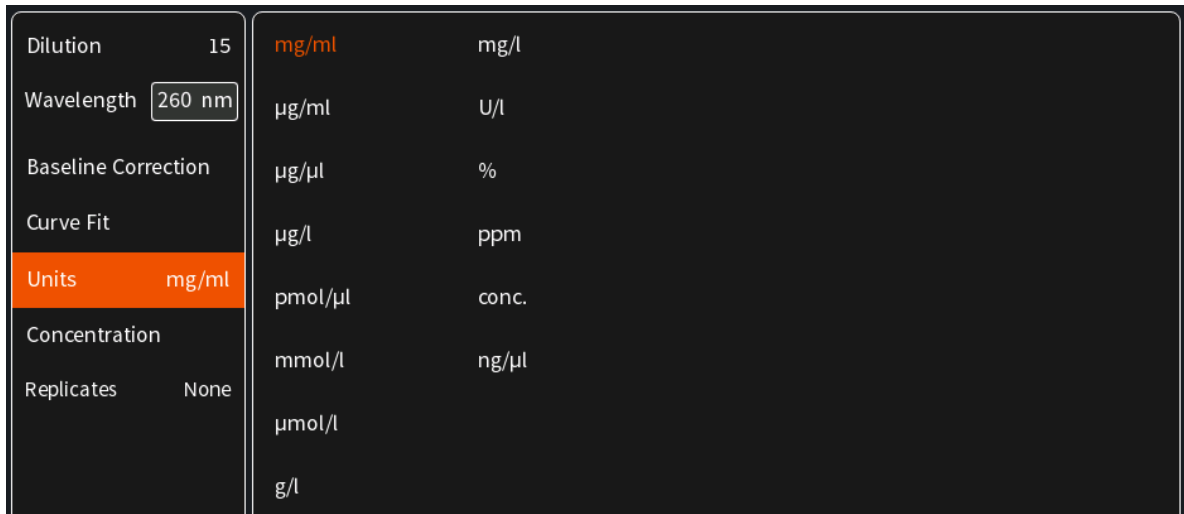 Dilution 15
Wavelength 260 nm
Baseline Correction
Curve Fit
Units mg/ml
Concentration
Replicates None
mg/ml mg/l
µg/ml U/l
µg/µl %
µg/l ppm
pmol/µl conc.
mmol/l ng/µl
µmol/l
g/l